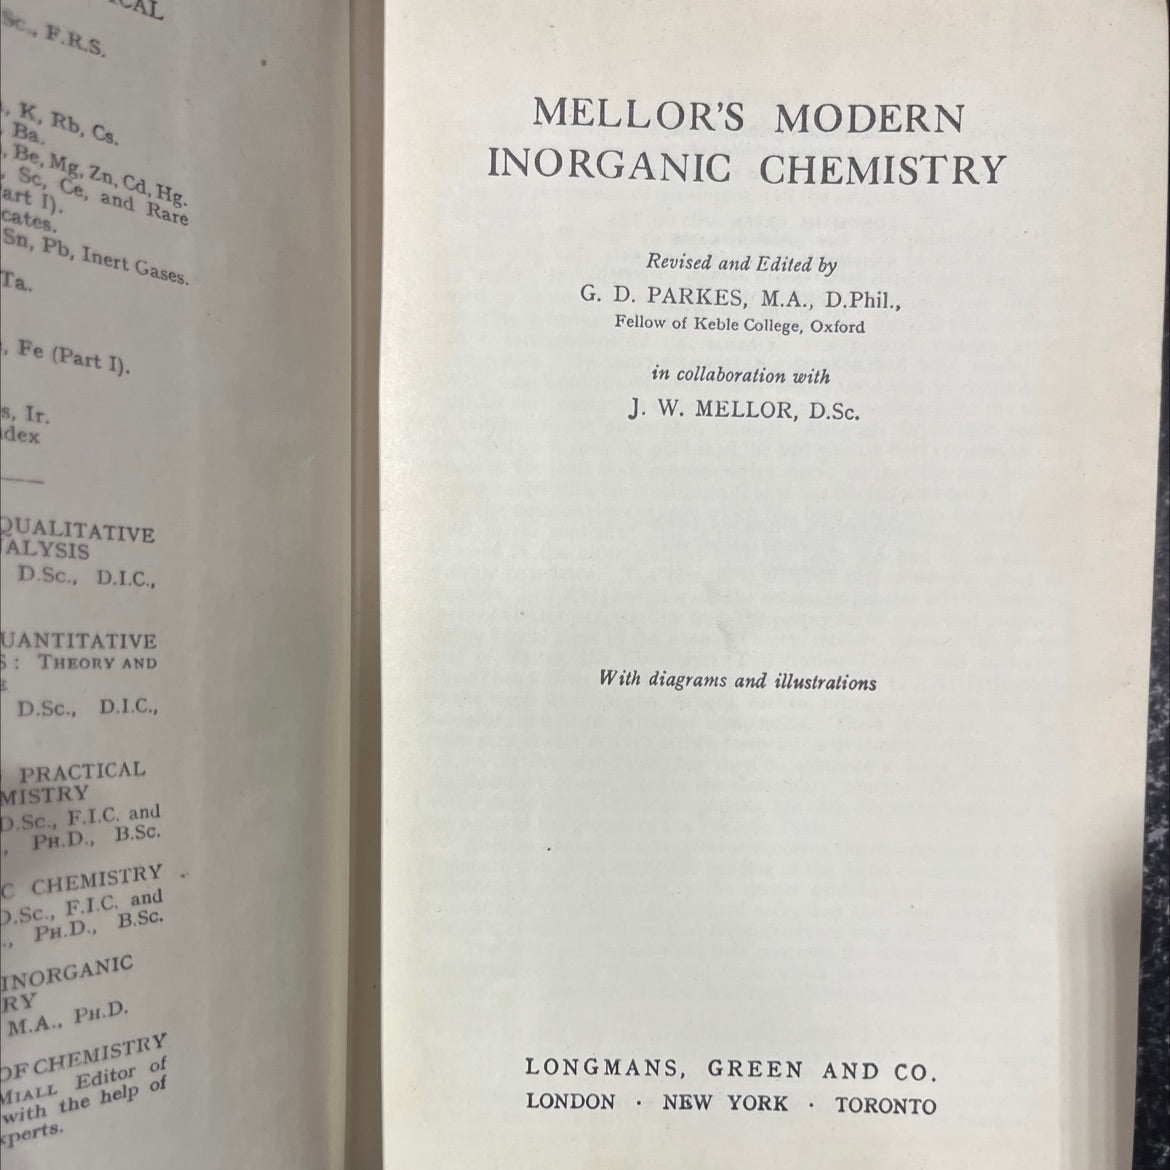 CAL
Sc., F.R.S.
K, Rb, Cs.
Ba.
Be, Mg, Zn, Cd, Hg.
Sc, Ce, and Rare
art I).
cates.
Sn, Pb, Inert Gases.
Ta.
, Fe (Part I).
s, Ir.
dex
QUALITATIVE
ALYSIS
D.Sc., D.I.C.,
UANTITATIVE
S: THEORY AND
E
D.Sc., D.I.C.,
PRACTICAL
MISTRY
D.Sc., F.I.C. and
., PH.D., B.Sc.
C CHEMISTRY
D.Sc., F.I.C. and
., PH.D., B.Sc.
INORGANIC
RY
M.A., PH.D.
OF CHEMISTRY
MIALL Editor of
with the help of
xperts.
MELLOR'S MODERN
INORGANIC CHEMISTRY
Revised and Edited by
G. D. PARKES, M.A., D.Phil.,
Fellow of Keble College, Oxford
in collaboration with
J. W. MELLOR, D.Sc.
With diagrams and illustrations
LONGMANS, GREEN AND CO.
LONDON · NEW YORK · TORONTO